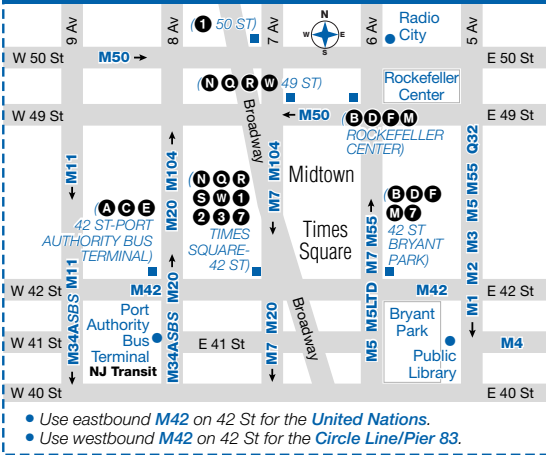 9 Av
8 Av
1 50 ST)
7 Av
N
W E
S
6 Av
Radio
City
5 Av
W 50 St
M50 →
E 50 St
(N Q R W 49 ST)
Rockefeller
Center
W 49 St
← M50
(B D F M
ROCKEFELLER
CENTER)
E 49 St
Broadway
M11
M20 M104
M7 M104
Midtown
Times
Square
M5 M5LTD M7 M55
M1 M2 M3 M5 M55 Q32
(A C E
42 ST-PORT
AUTHORITY BUS
TERMINAL)
(N Q R
S W 1
2 3 7
TIMES
SQUARE-
42 ST)
(B D F
M 7
42 ST
BRYANT
PARK)
M34ASBS M11
M34ASBS M20
M7 M20
W 42 St
M42
M42
E 42 St
Port
Authority
Bus
Terminal
NJ Transit
Broadway
Bryant
Park
Public
Library
W 41 St
E 41 St
M4
W 40 St
E 40 St
• Use eastbound M42 on 42 St for the United Nations.
• Use westbound M42 on 42 St for the Circle Line/Pier 83.